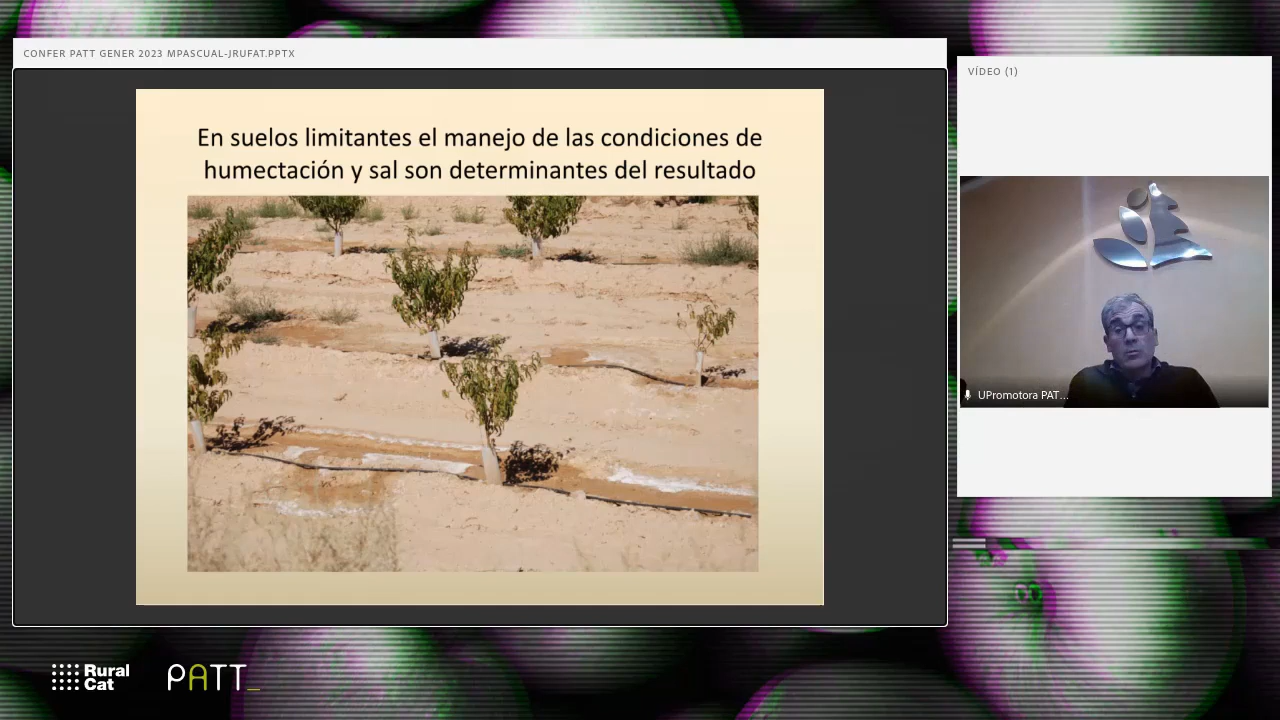 CONFER PATT GENER 2023 MPASCUAL-JRUFAT.PPTX
VÍDEO (1)
En suelos limitantes el manejo de las condiciones de
humectación y sal son determinantes del resultado
UPromotora PAT...
Rural
Cat
PATT_